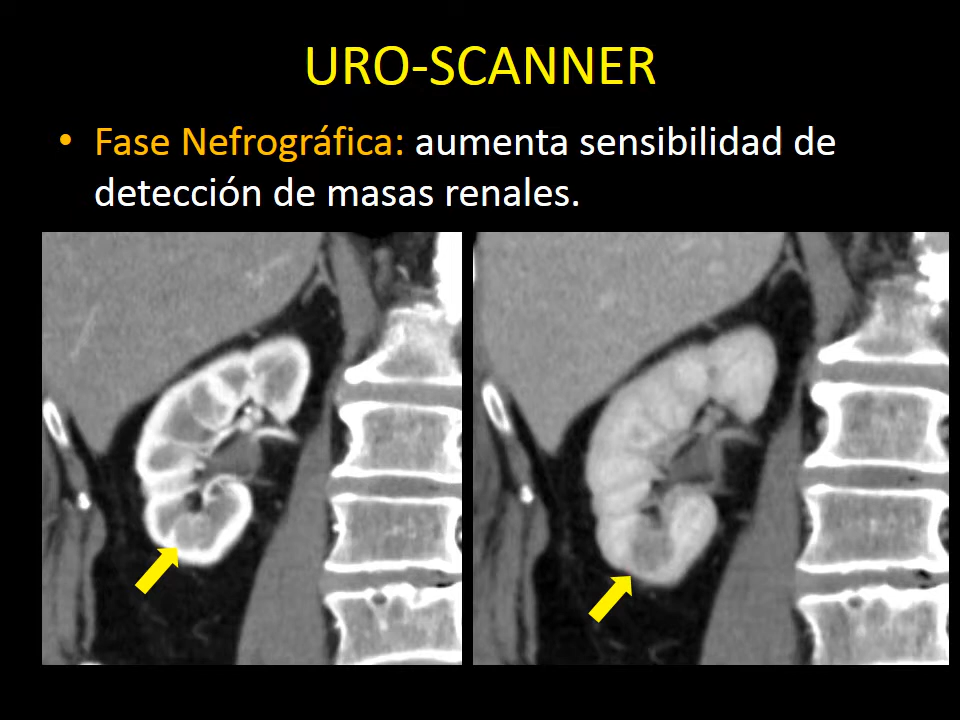 URO-SCANNER
• Fase Nefrográfica: aumenta sensibilidad de
detección de masas renales.